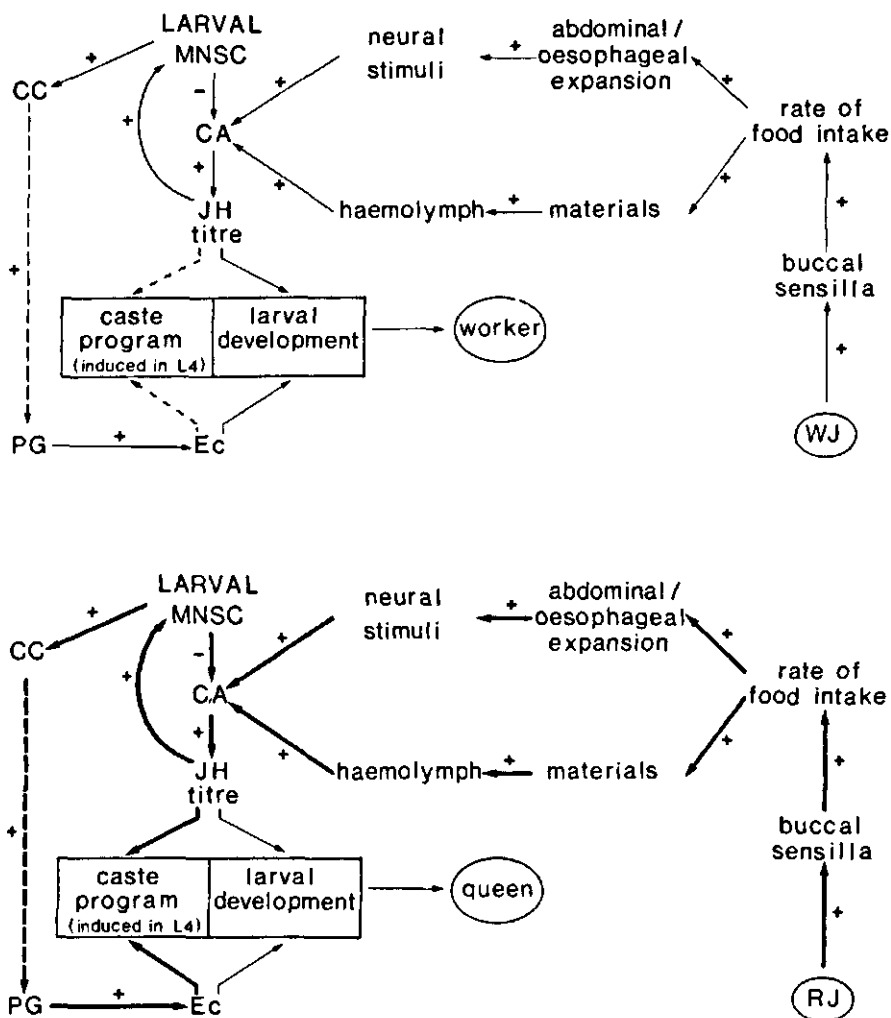 LARVAL
MNSC
CC
+
-
+
CA
+
JH
titre
neural
stimuli
+
abdominal/
oesophageal
expansion
+
+
rate of
food intake
+
haemolymph
+
materials
+
+
buccal
sensilla
+
WJ
caste
program
(induced in L4)
larval
development
worker
+
PG
+
Ec
LARVAL
MNSC
CC
+
-
+
CA
+
JH
titre
neural
stimuli
+
abdominal/
oesophageal
expansion
+
+
rate of
food intake
+
haemolymph
+
materials
+
+
buccal
sensilla
+
RJ
caste
program
(induced in L4)
larval
development
queen
+
PG
+
Ec